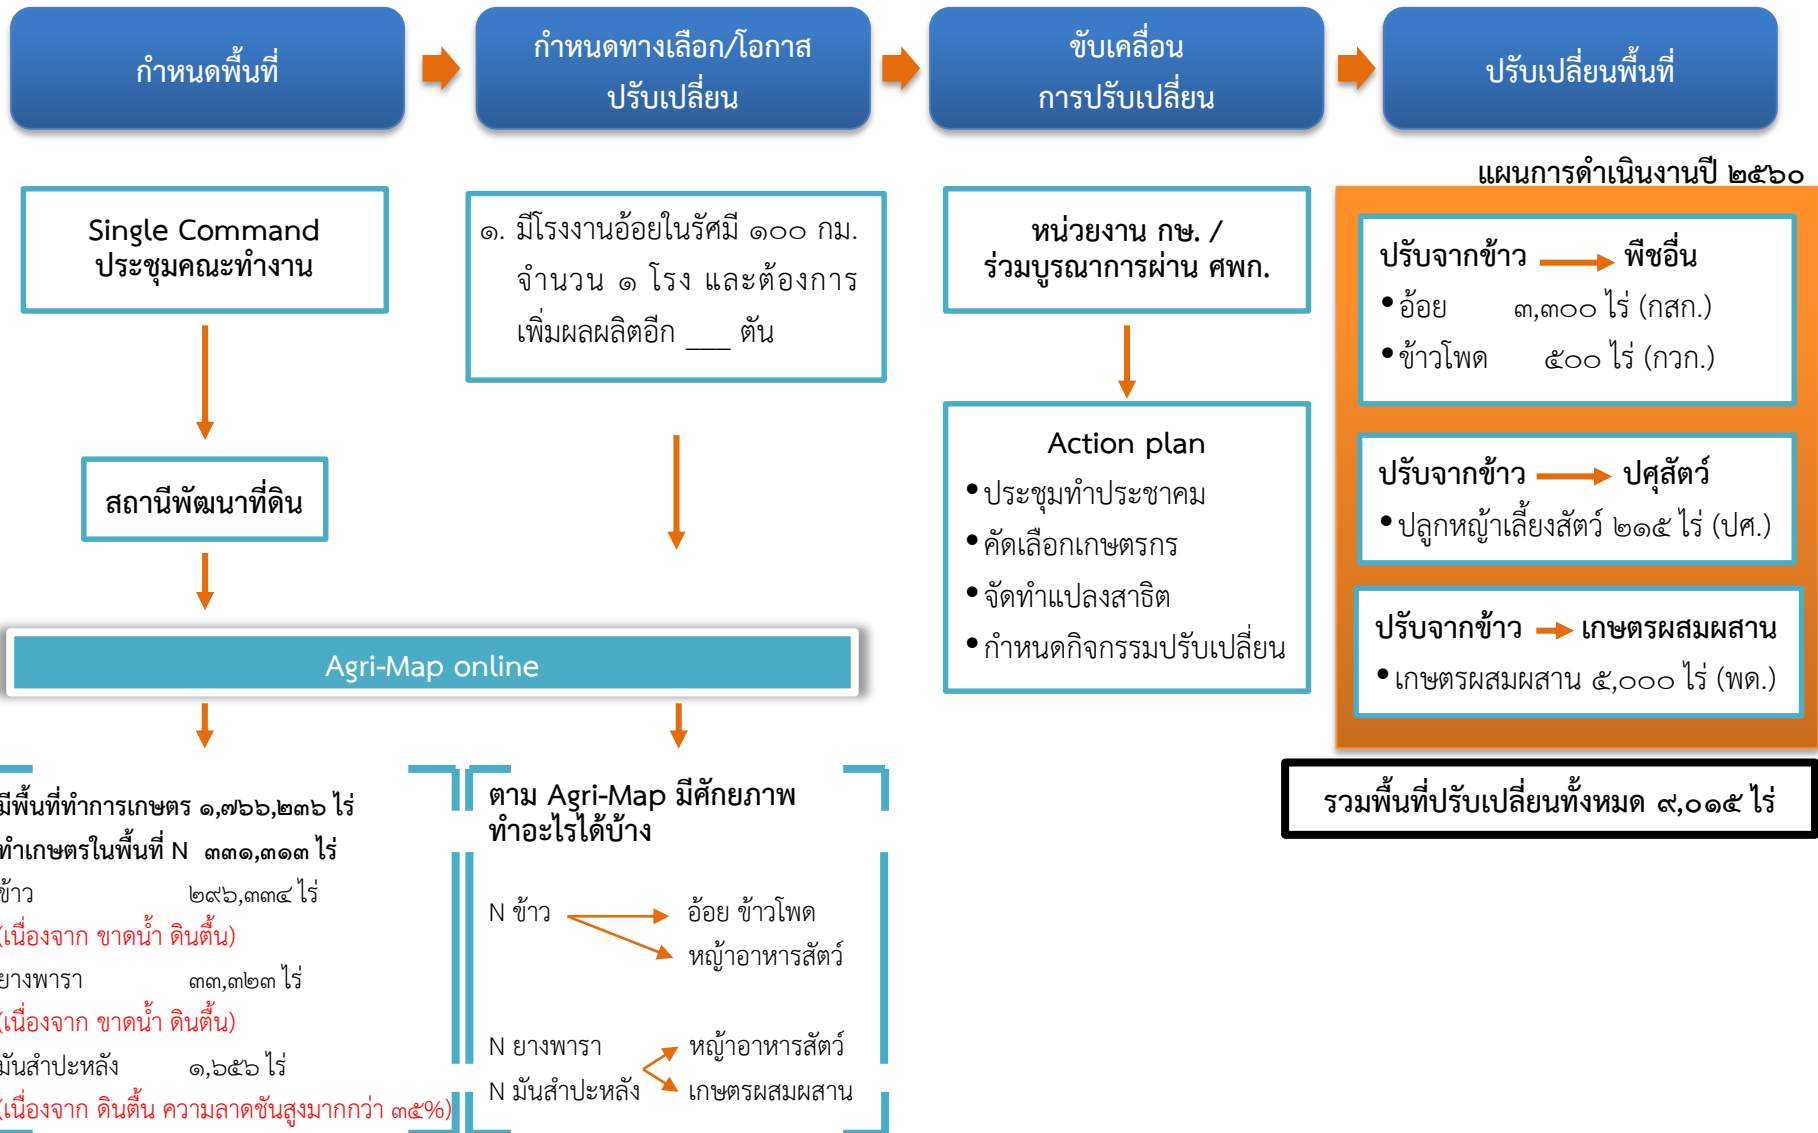 กำหนดพื้นที่
กำหนดทางเลือก/โอกาส
ปรับเปลี่ยน
ขับเคลื่อน
การปรับเปลี่ยน
ปรับเปลี่ยนพื้นที่
Single Command
ประชุมคณะทำงาน
สถานีพัฒนาที่ดิน
๑. มีโรงงานอ้อยในรัศมี ๑๐๐ กม.
จำนวน ๑ โรง และต้องการ
เพิ่มผลผลิตอีก ___ ตัน
Agri-Map online
มีพื้นที่ทำการเกษตร ๑,๗๖๖,๒๓๖ ไร่
ทำเกษตรในพื้นที่ N ๓๓๑,๓๑๓ ไร่
ข้าว ๒๙๖,๓๓๔ ไร่
(เนื่องจาก ขาดน้ำ ดินตื้น)
ยางพารา ๓๓,๓๒๓ ไร่
(เนื่องจาก ขาดน้ำ ดินตื้น)
มันสำปะหลัง ๑,๖๕๖ ไร่
(เนื่องจาก ดินตื้น ความลาดชันสูงมากกว่า ๓๕%)
ตาม Agri-Map มีศักยภาพ
ทำอะไรได้บ้าง
N ข้าว อ้อย ข้าวโพด
หญ้าอาหารสัตว์
N ยางพารา หญ้าอาหารสัตว์
N มันสำปะหลัง เกษตรผสมผสาน
หน่วยงาน กษ. /
ร่วมบูรณาการผ่าน ศพก.
Action plan
• ประชุมทำประชาคม
• คัดเลือกเกษตรกร
• จัดทำแปลงสาธิต
• กำหนดกิจกรรมปรับเปลี่ยน
แผนการดำเนินงานปี ๒๕๖๐
ปรับจากข้าว พืชอื่น
• อ้อย ๓,๓๐๐ ไร่ (กสก.)
• ข้าวโพด ๕๐๐ ไร่ (กวก.)
ปรับจากข้าว ปศุสัตว์
• ปลูกหญ้าเลี้ยงสัตว์ ๒๑๕ ไร่ (ปศ.)
ปรับจากข้าว เกษตรผสมผสาน
• เกษตรผสมผสาน ๕,๐๐๐ ไร่ (พด.)
รวมพื้นที่ปรับเปลี่ยนทั้งหมด ๙,๐๑๕ ไร่